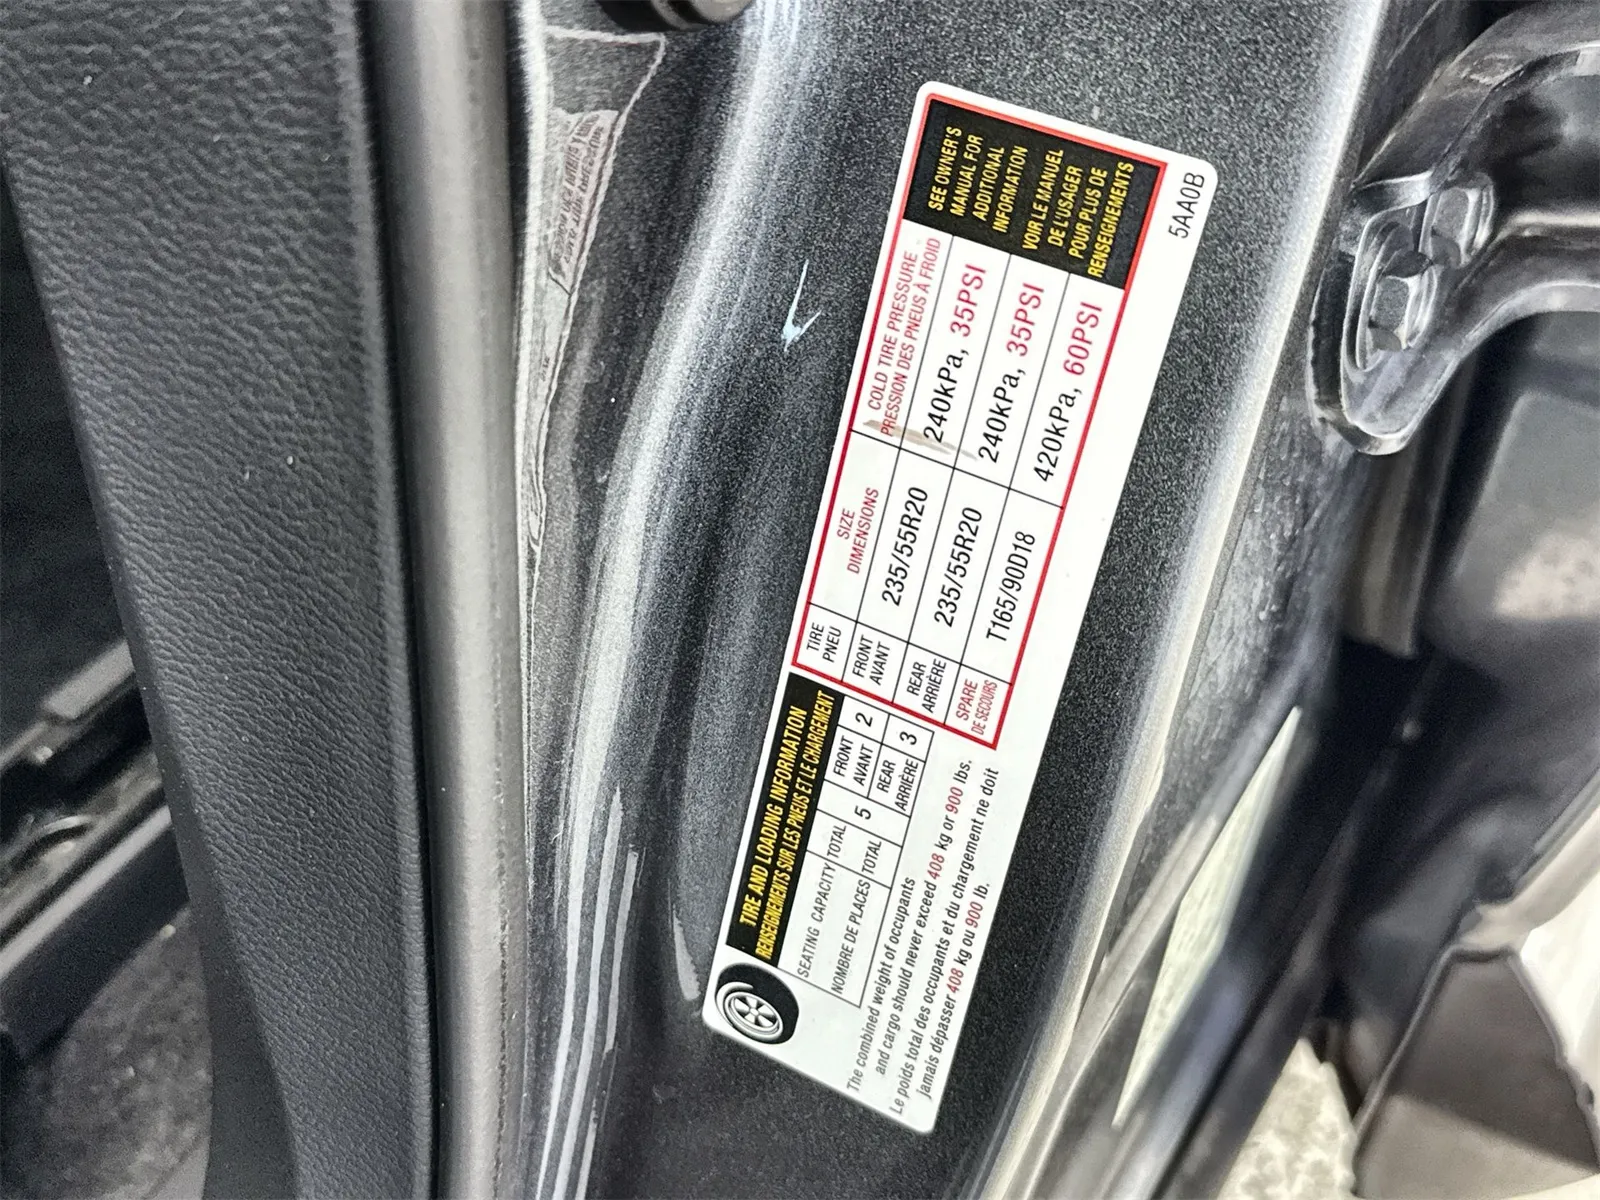 TIRE AND LOADING INFORMATION
RENSEIGNEMENTS SUR LES PNEUS ET LE CHARGEMENT
SEATING CAPACITY TOTAL 5 FRONT 2
NOMBRE DE PLACES TOTAL AVANT
REAR 3
ARRIÈRE
The combined weight of occupants
and cargo should never exceed 408 kg or 900 lbs.
Le poids total des occupants et du chargement ne doit
jamais dépasser 408 kg ou 900 lb.
TIRE
PNEU
SIZE
DIMENSIONS
COLD TIRE PRESSURE
PRESSION DES PNEUS À FROID
FRONT
AVANT
235/55R20
240kPa, 35PSI
REAR
ARRIÈRE
235/55R20
240kPa, 35PSI
SPARE
DE SECOURS
T165/90D18
420kPa, 60PSI
SEE OWNER'S
MANUAL FOR
ADDITIONAL
INFORMATION
VOIR LE MANUEL
DE L'USAGER
POUR PLUS DE
RENSEIGNEMENTS
5AA0B